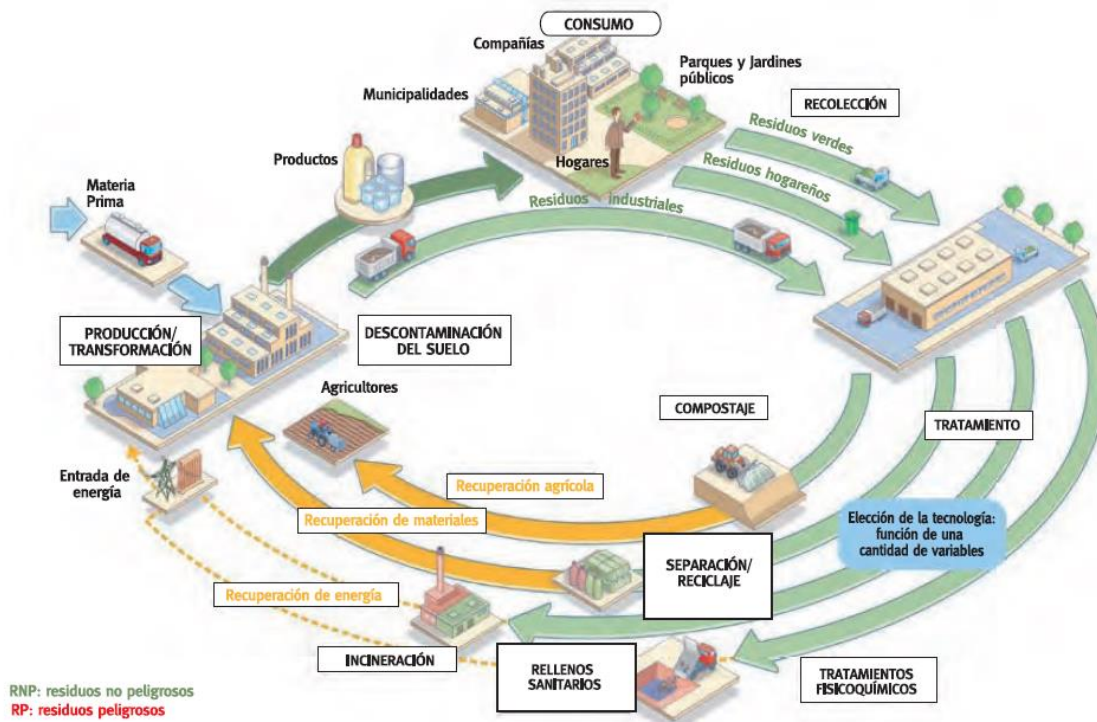 CONSUMO
Compañías
Municipalidades
Parques y Jardines
públicos
Hogares
RECOLECCIÓN
Residuos verdes
Residuos hogareños
Residuos industriales
Productos
Materia
Prima
PRODUCCIÓN/
TRANSFORMACIÓN
DESCONTAMINACIÓN
DEL SUELO
Agricultores
COMPOSTAJE
TRATAMIENTO
Entrada de
energía
Recuperación agrícola
Recuperación de materiales
Elección de la tecnología:
función de una
cantidad de variables
SEPARACIÓN/
RECICLAJE
Recuperación de energía
INCINERACIÓN
RELLENOS
SANITARIOS
TRATAMIENTOS
FISICOQUÍMICOS
RNP: residuos no peligrosos
RP: residuos peligrosos